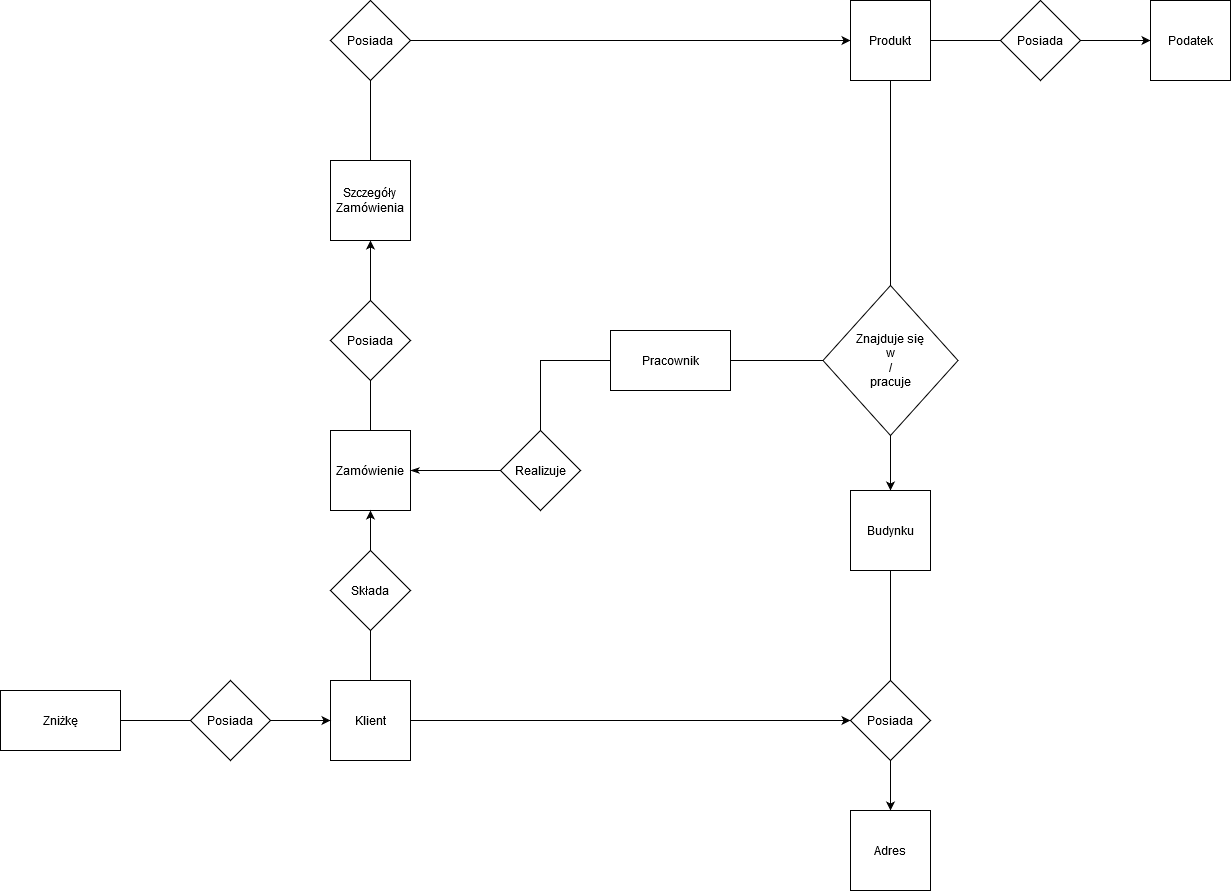 Posiada
Produkt
Posiada
Podatek
Szczegóły
Zamówienia
Posiada
Pracownik
Znajduje się
w
/
pracuje
Zamówienie
Realizuje
Budynku
Składa
Zniżkę
Posiada
Klient
Posiada
Adres